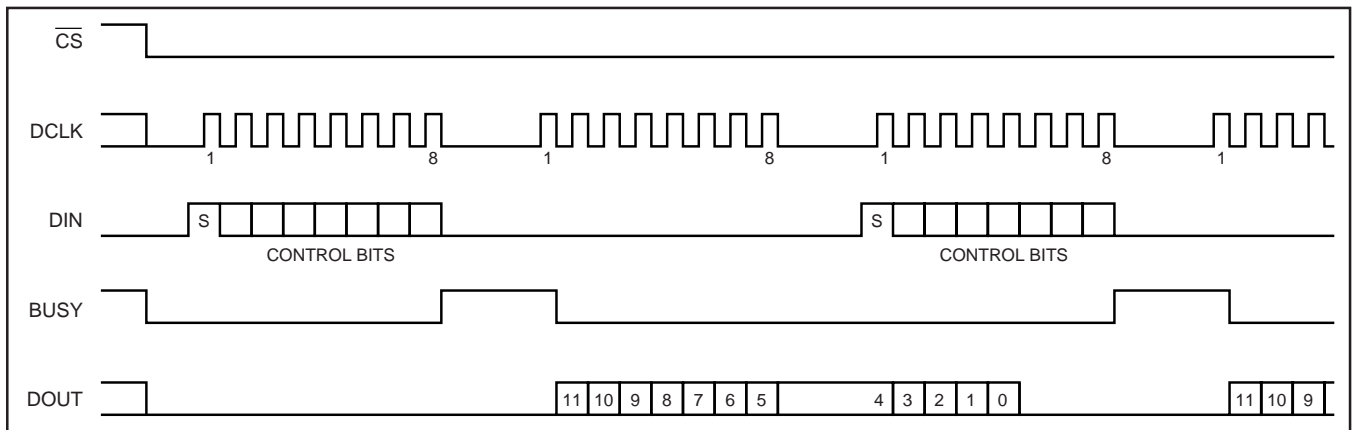 CS
DCLK
1 8 1 8 1 8 1
DIN
S S
CONTROL BITS CONTROL BITS
BUSY
DOUT
11 10 9 8 7 6 5 4 3 2 1 0 11 10 9